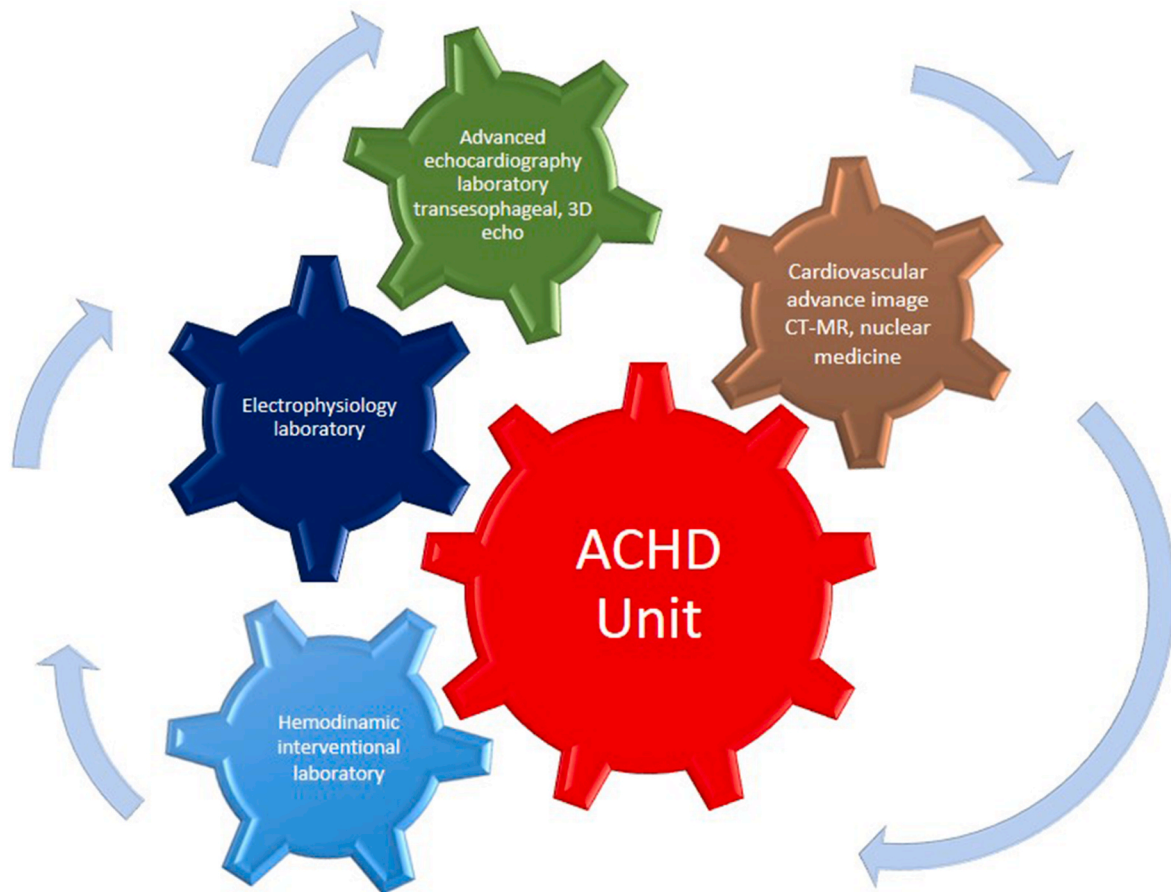 Advanced
echocardiography
laboratory
transesophageal, 3D
echo
Cardiovascular
advance image
CT-MR, nuclear
medicine
Electrophysiology
laboratory
ACHD
Unit
Hemodinamic
interventional
laboratory